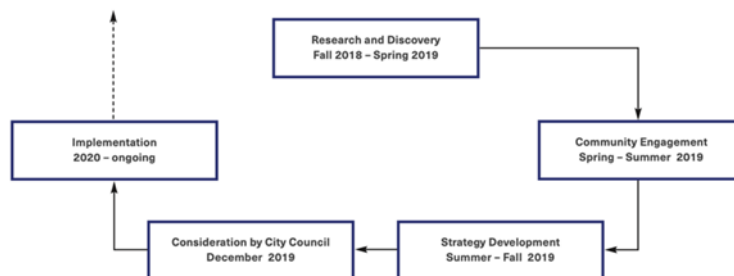 Research and Discovery
Fall 2018 – Spring 2019
Community Engagement
Spring – Summer 2019
Strategy Development
Summer – Fall 2019
Consideration by City Council
December 2019
Implementation
2020 – ongoing